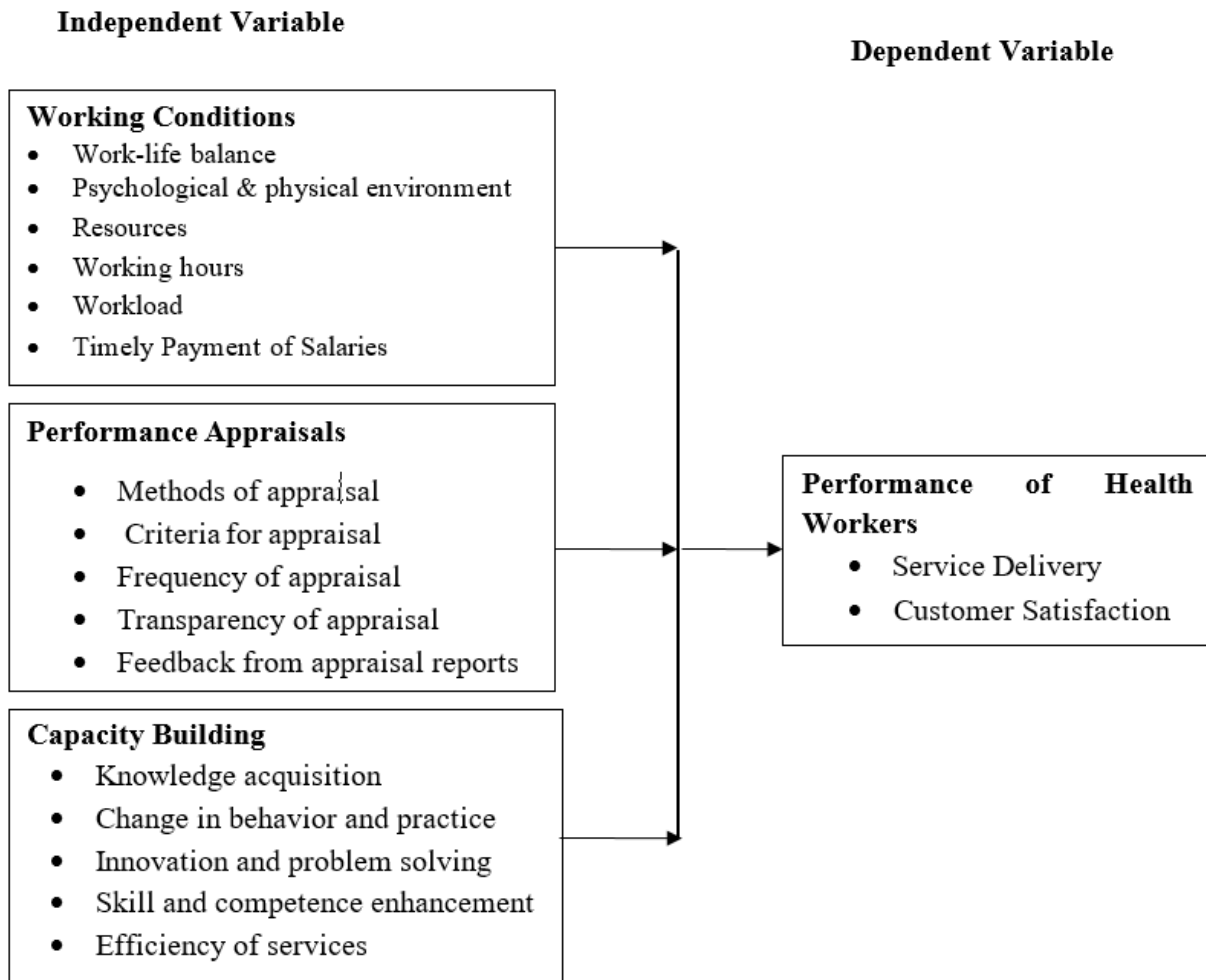 Independent Variable
Dependent Variable
Working Conditions
• Work-life balance
• Psychological & physical environment
• Resources
• Working hours
• Workload
• Timely Payment of Salaries
Performance Appraisals
• Methods of appraisal
• Criteria for appraisal
• Frequency of appraisal
• Transparency of appraisal
• Feedback from appraisal reports
Capacity Building
• Knowledge acquisition
• Change in behavior and practice
• Innovation and problem solving
• Skill and competence enhancement
• Efficiency of services
Performance of Health
Workers
• Service Delivery
• Customer Satisfaction